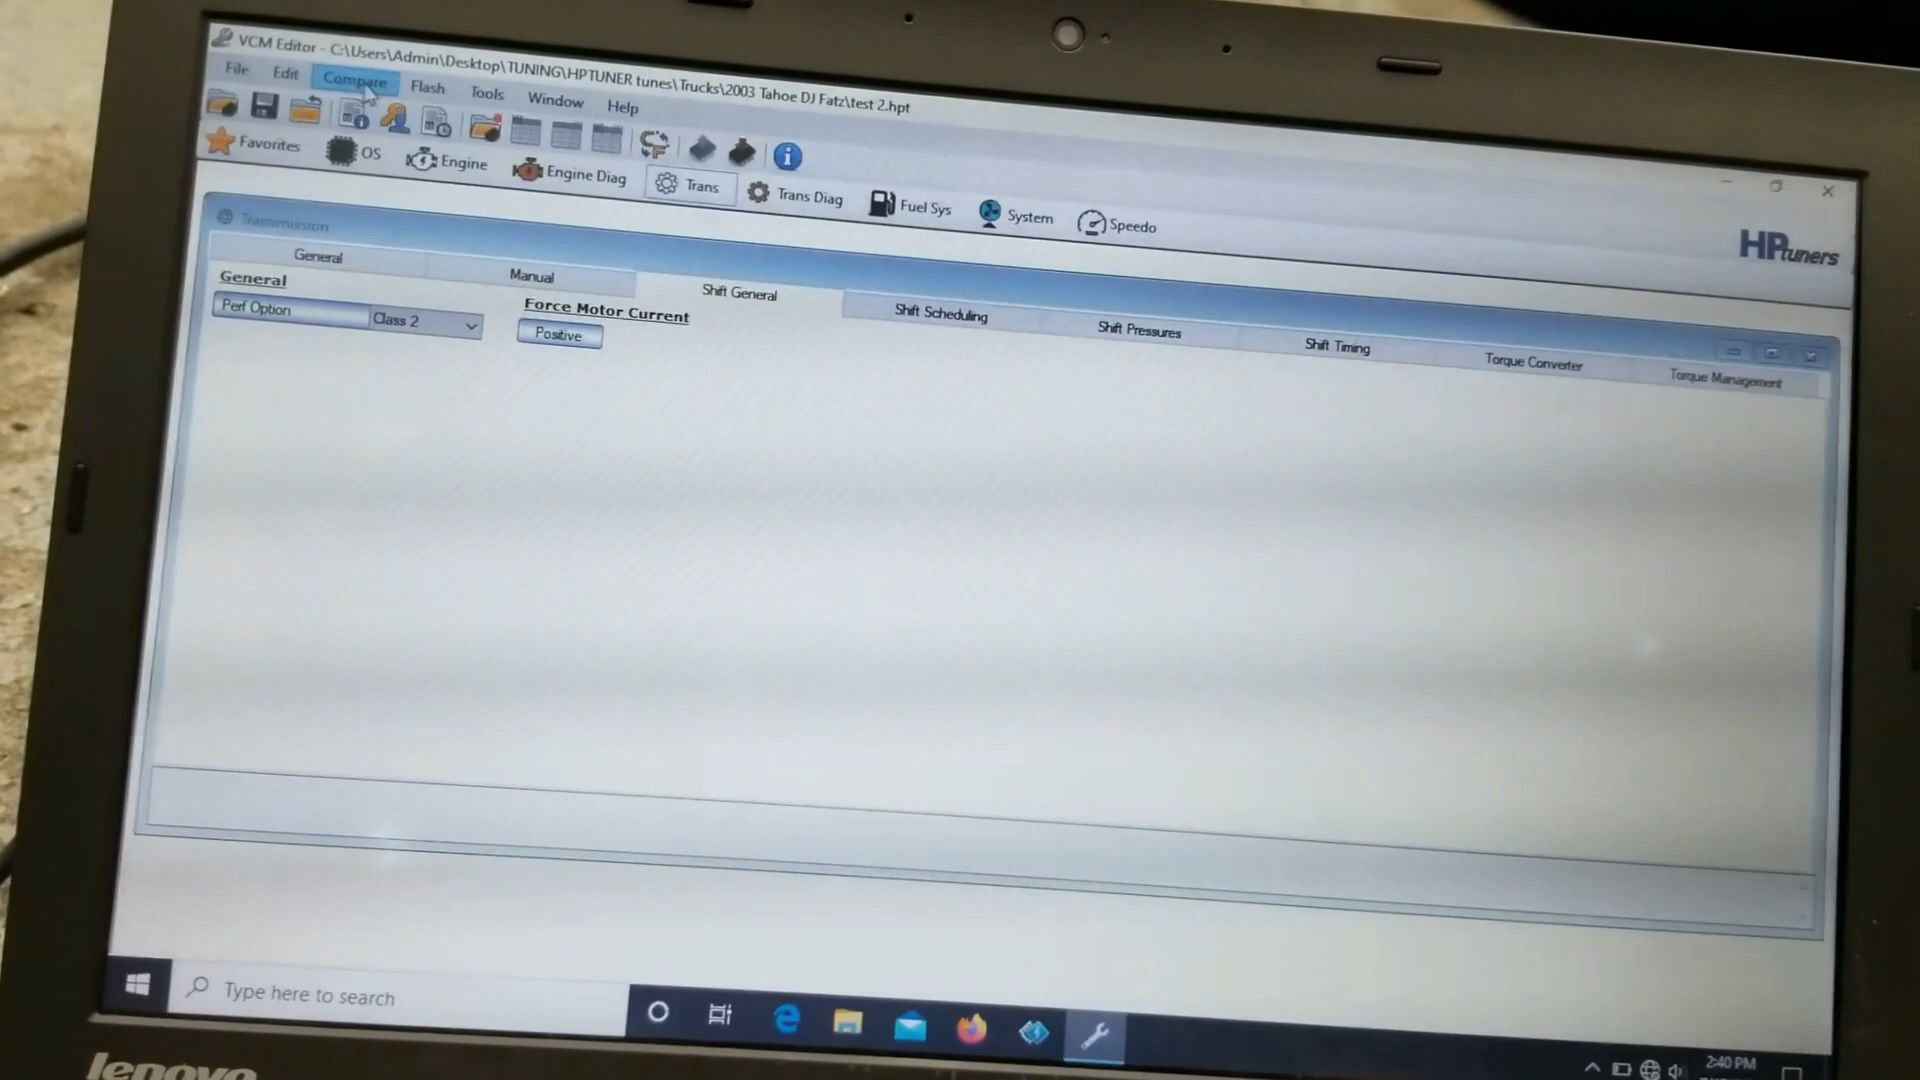 VCM Editor - C:\Users\Admin\Desktop\TUNING\HPTUNER tunes\Trucks\2003 Tahoe DJ Fatz\test 2.hpt
File Edit Compare Flash Tools Window Help
Favorites OS Engine Engine Diag Trans Trans Diag Fuel Sys System Speedo
HPtuners
Transmission
General Manual Shift General Shift Scheduling Shift Pressures Shift Timing Torque Converter Torque Management
General
Perf Option Class 2
Force Motor Current
Positive
Type here to search
2:40 PM
lenovo